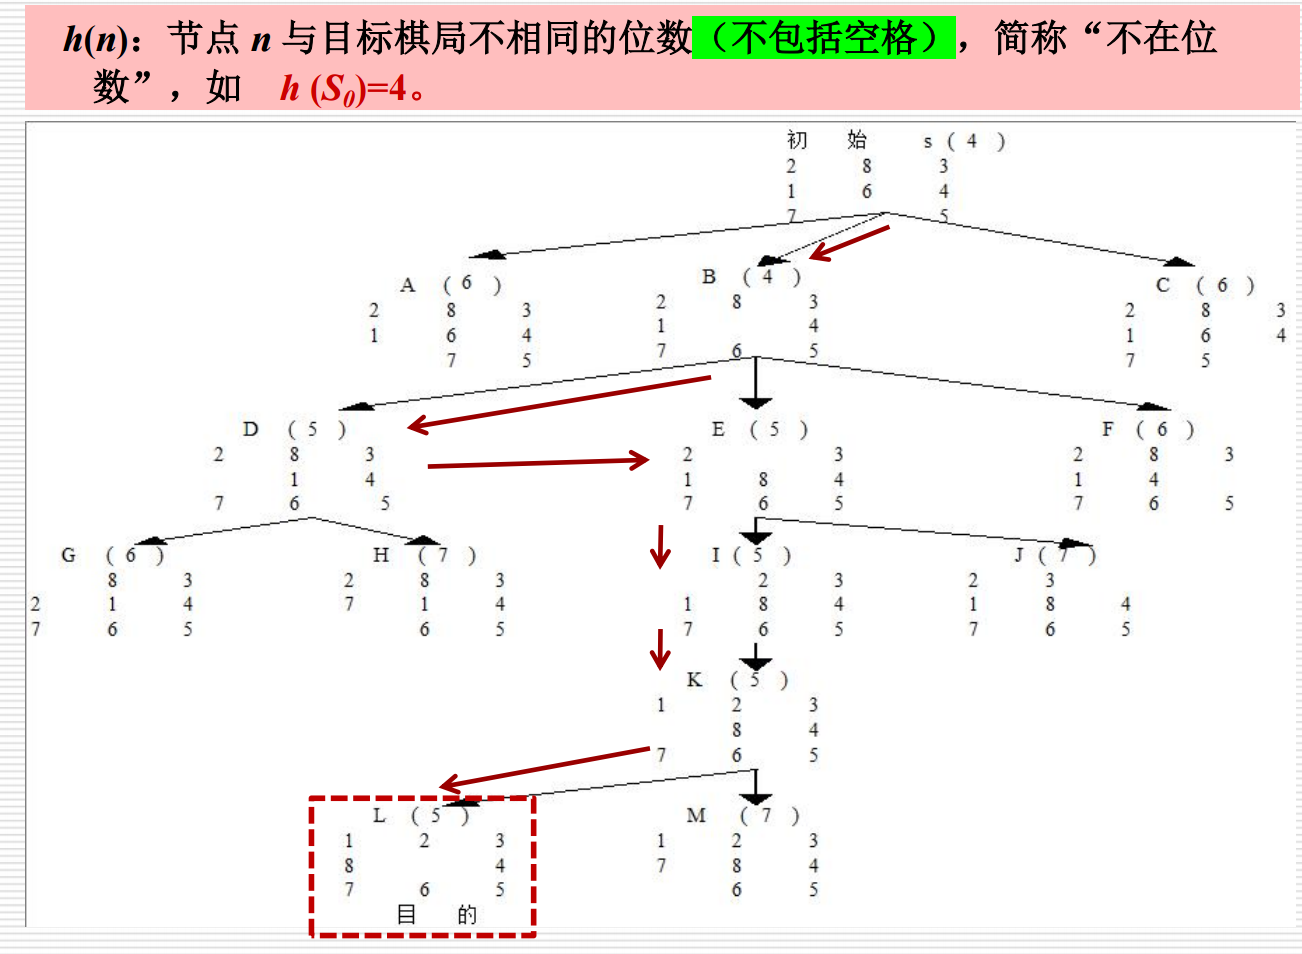 h(n)：节点 n 与目标棋局不相同的位数（不包括空格），简称“不在位
数”，如 h (S0)=4。
初 始 s ( 4 )
2 8 3
1 6 4
7 5
A ( 6 )
2 8 3
1 6 4
7 5
B ( 4 )
2 8 3
1 4
7 6 5
C ( 6 )
2 8 3
1 6 4
7 5
D ( 5 )
2 8 3
1 4
7 6 5
E ( 5 )
2 3
1 8 4
7 6 5
F ( 6 )
2 8 3
1 4
7 6 5
G ( 6 )
8 3
2 1 4
7 6 5
H ( 7 )
2 8 3
7 1 4
6 5
I ( 5 )
2 3
1 8 4
7 6 5
J ( 7 )
2 3
1 8 4
7 6 5
K ( 5 )
1 2 3
8 4
7 6 5
L ( 5 )
1 2 3
8 4
7 6 5
目 的
M ( 7 )
1 2 3
7 8 4
6 5